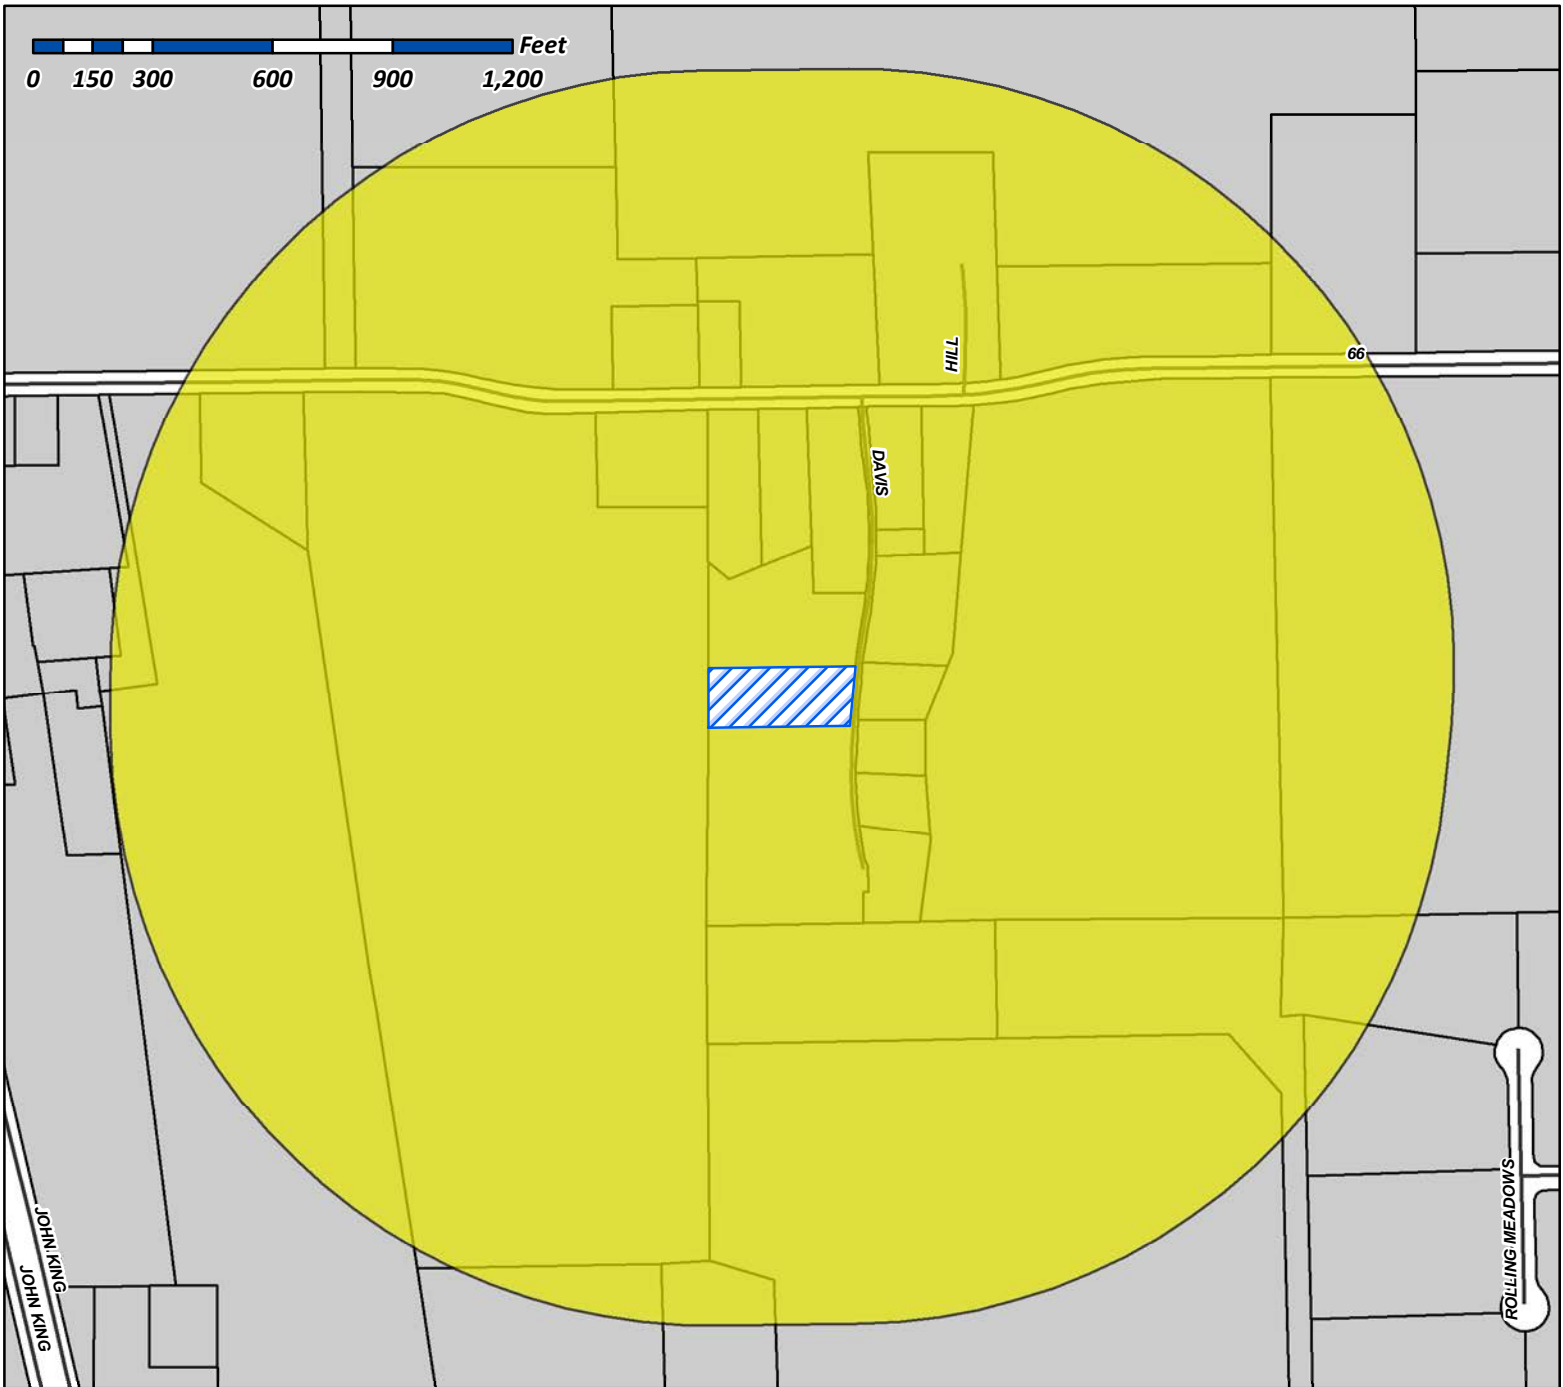 Feet
0 150 300 600 900 1,200
66
HILL
DAVIS
JOHN KING
JOHN KING
ROLLING MEADOWS